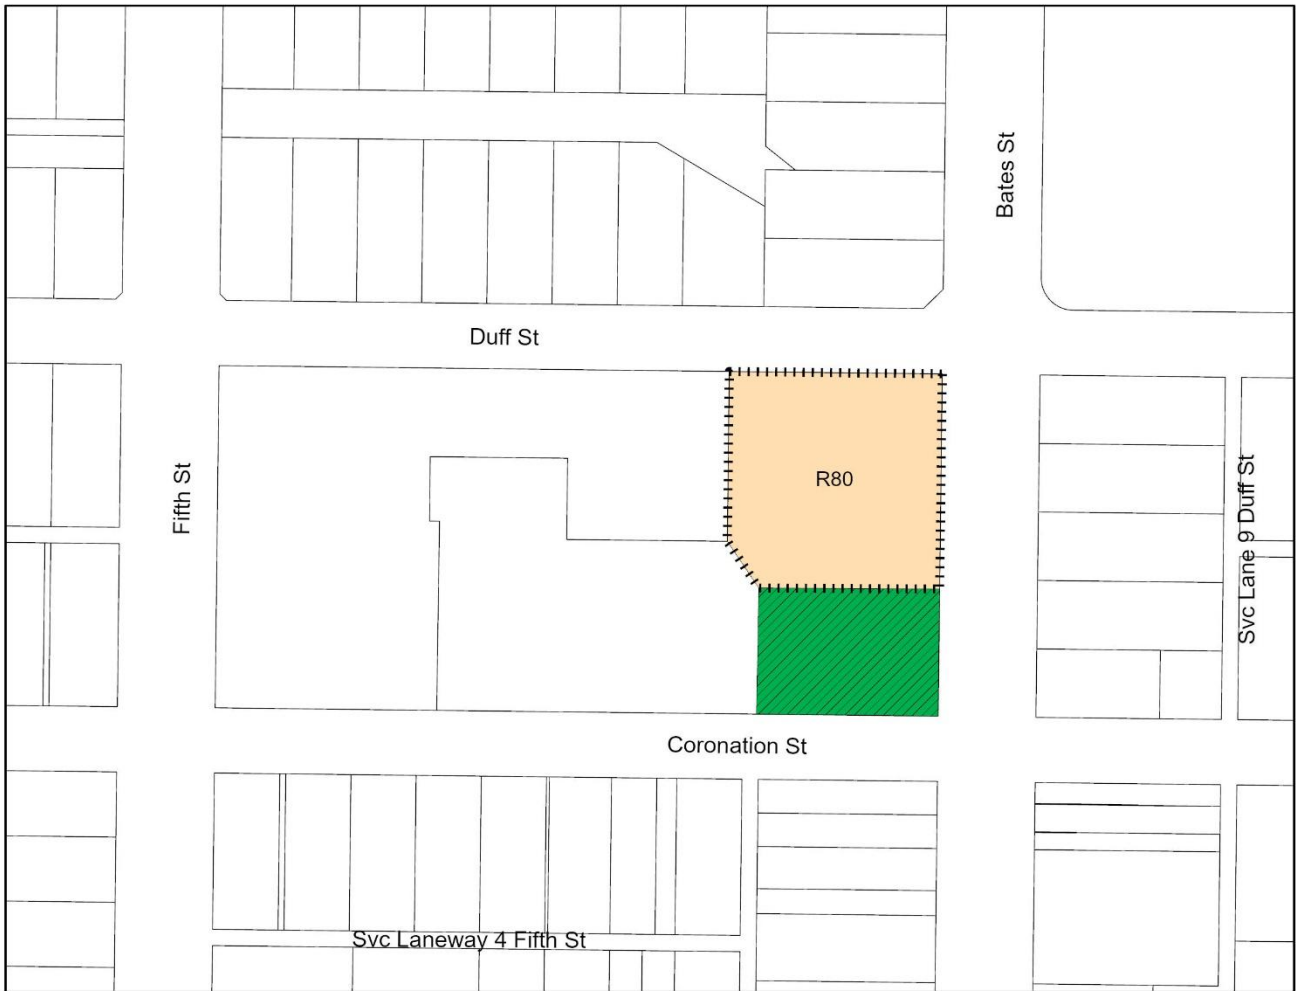 Bates St
Duff St
Fifth St
R80
Svc Lane 9 Duff St
Coronation St
Svc Laneway 4 Fifth St